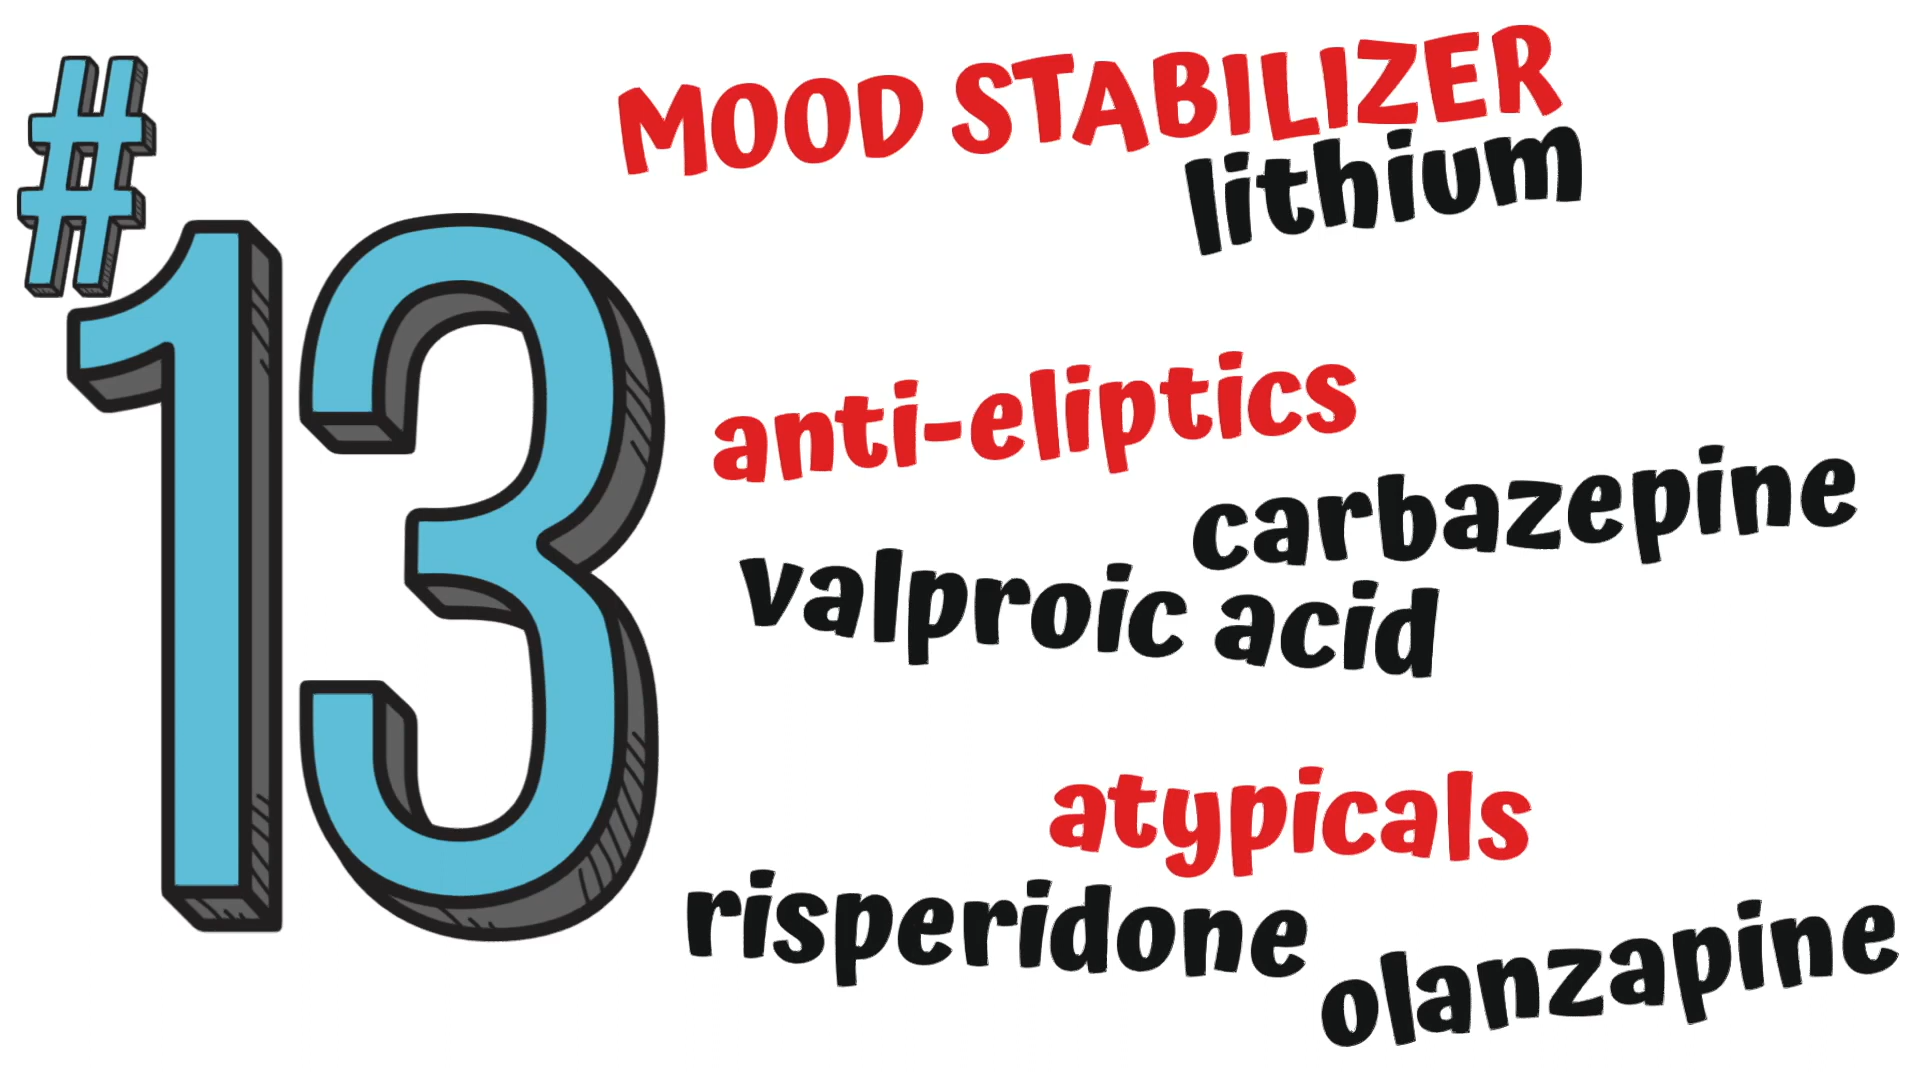 #13
MOOD STABILIZER
lithium
anti-eliptics
carbazepine
valproic acid
atypicals
risperidone
olanzapine